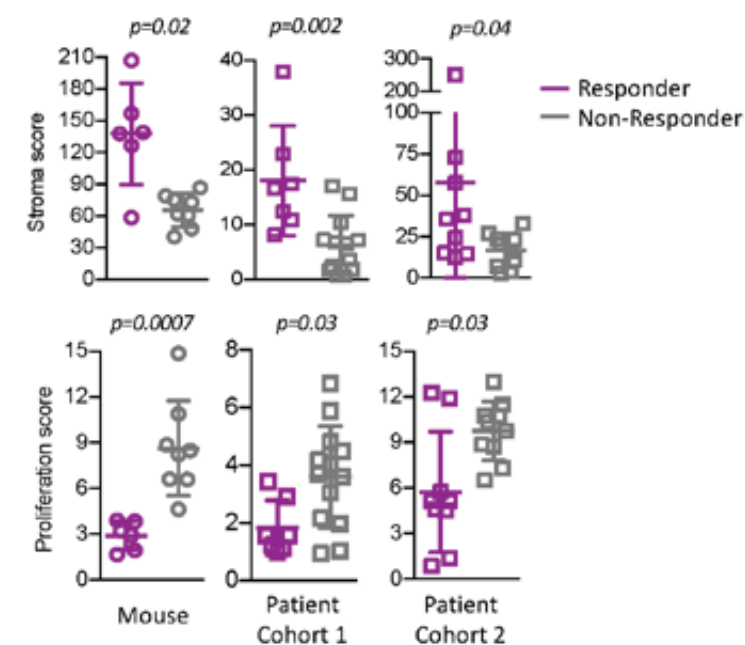 p=0.02
p=0.002
p=0.04
Stroma score
210
180
150
120
90
60
30
0
40
30
20
10
0
300
200
100
75
50
25
0
Responder
Non-Responder
p=0.0007
p=0.03
p=0.03
Proliferation score
15
12
9
6
3
0
8
6
4
2
0
15
12
9
6
3
0
Mouse
Patient
Cohort 1
Patient
Cohort 2